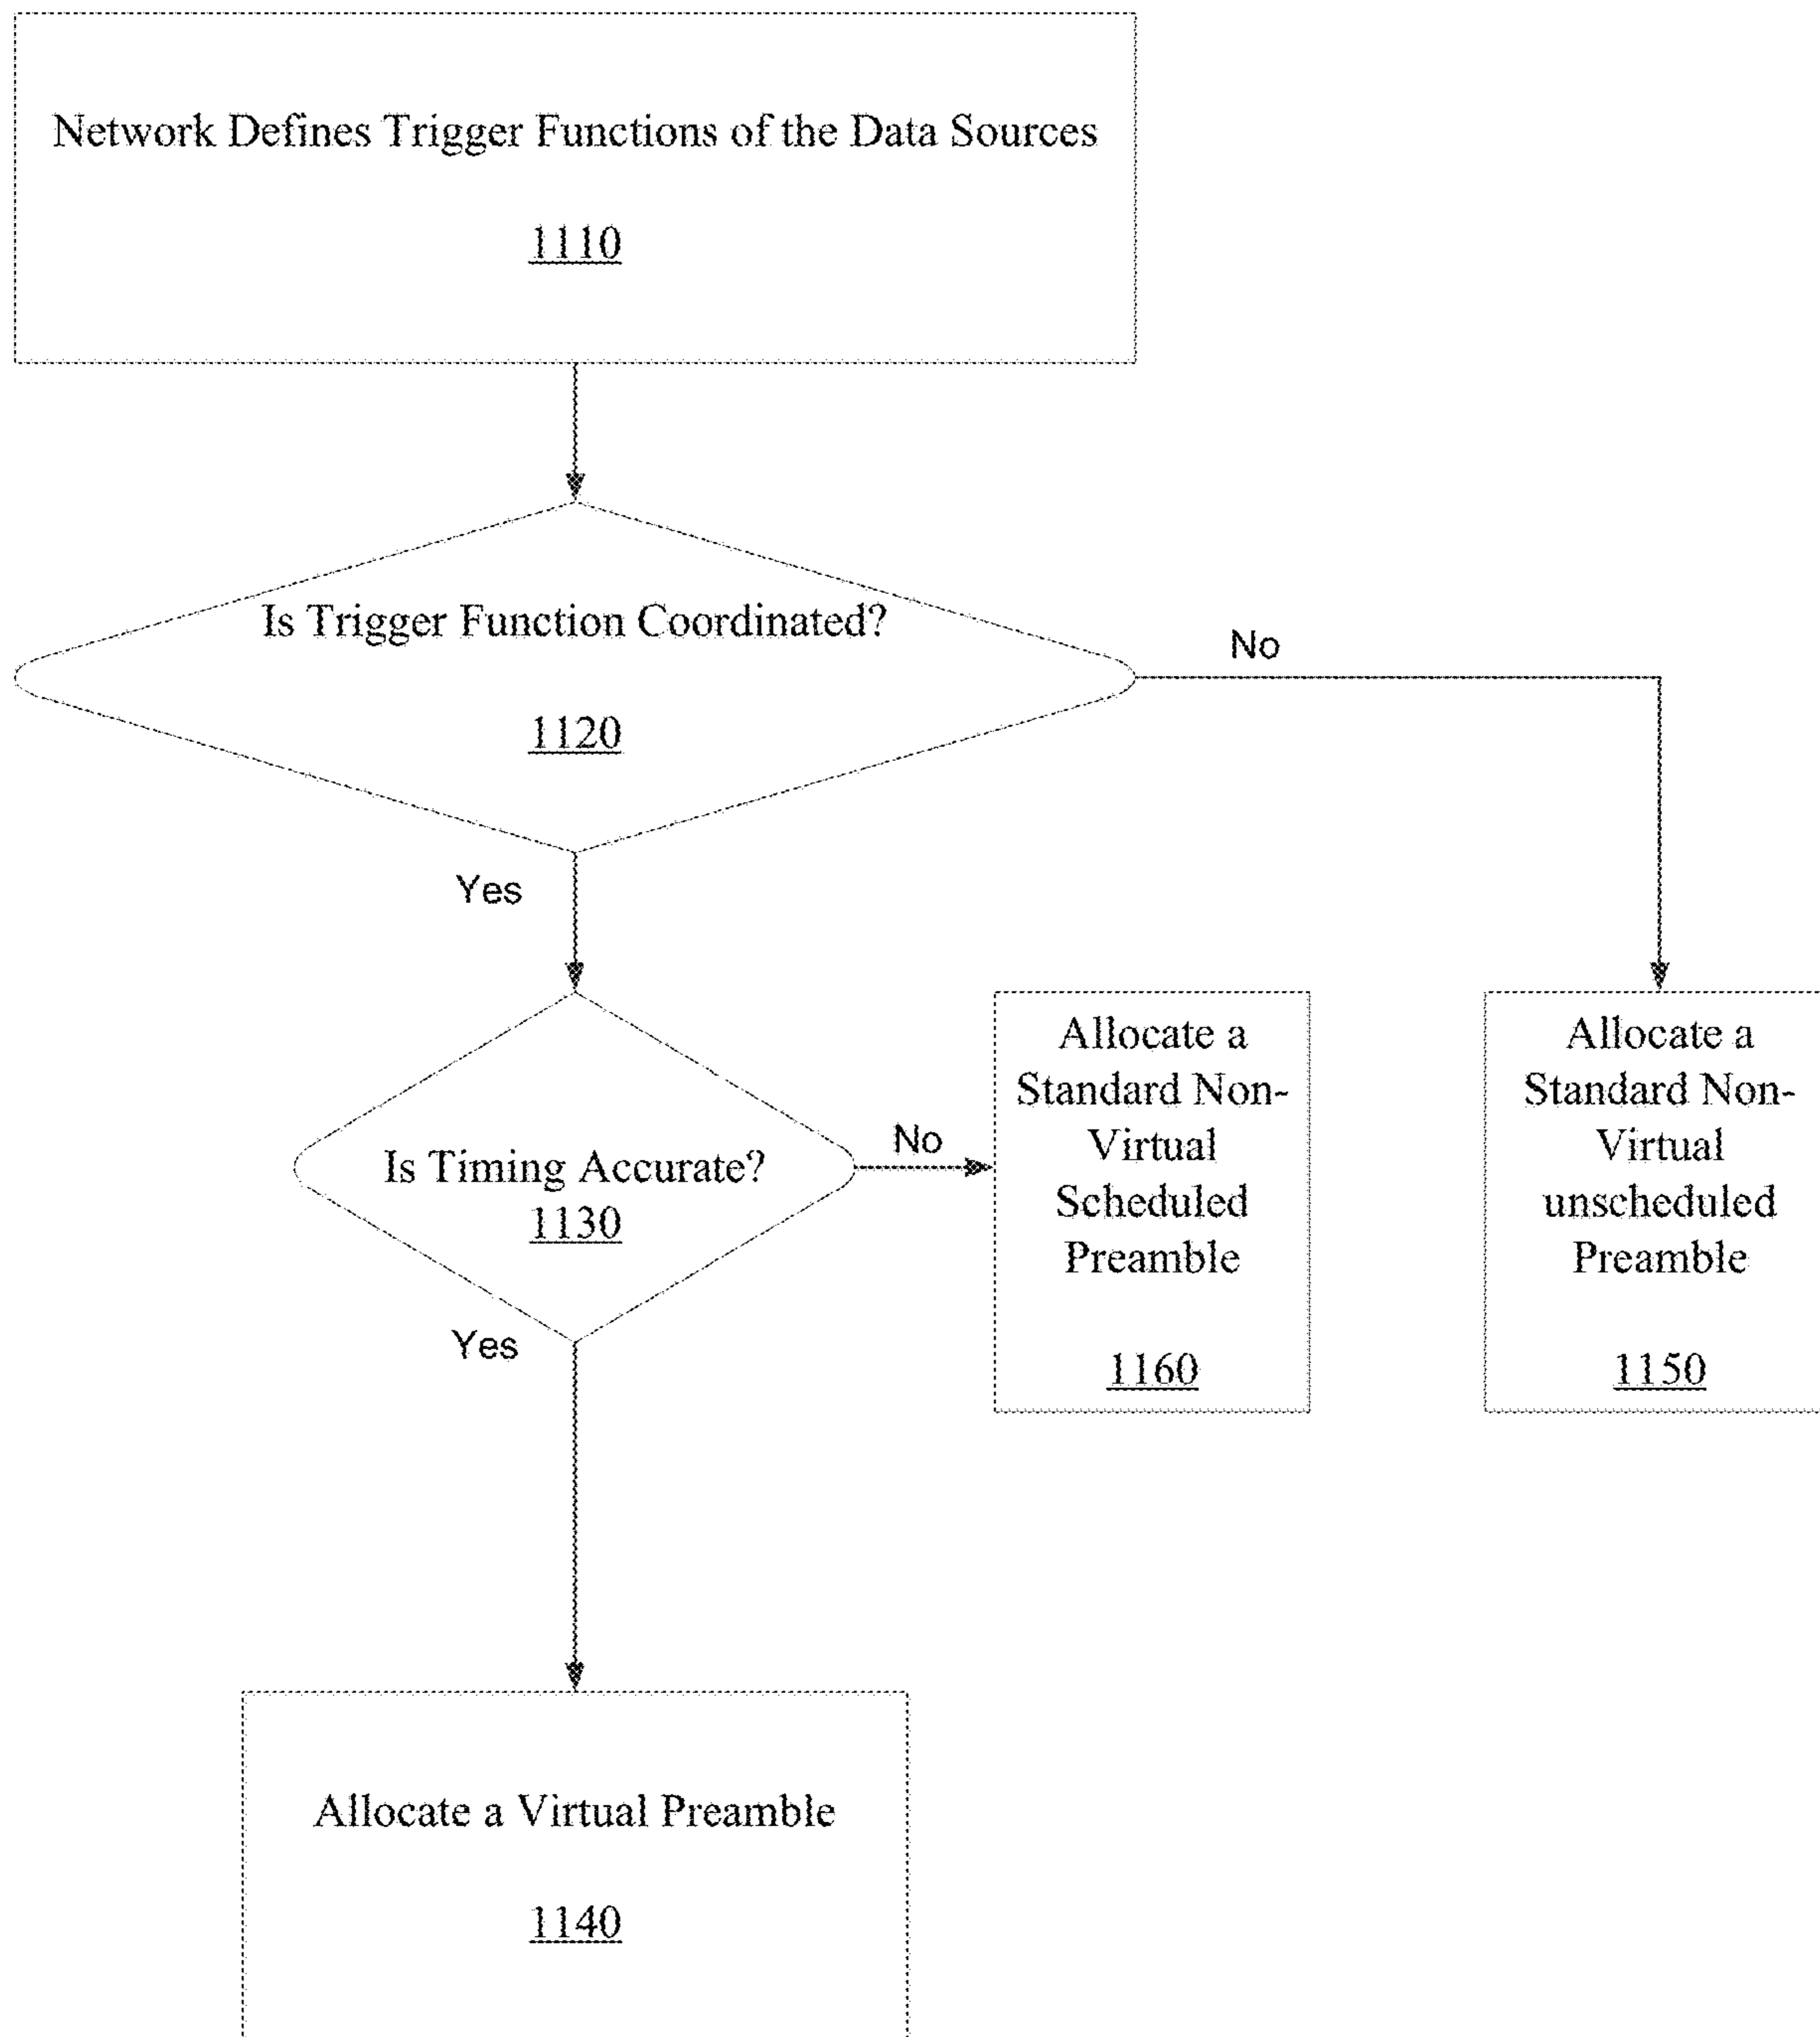 Network Defines Trigger Functions of the Data Sources
1110
Is Trigger Function Coordinated?
1120
No
Yes
Is Timing Accurate?
1130
No
Yes
Allocate a
Standard Non-
Virtual
Scheduled
Preamble
1160
Allocate a
Standard Non-
Virtual
unscheduled
Preamble
1150
Allocate a Virtual Preamble
1140